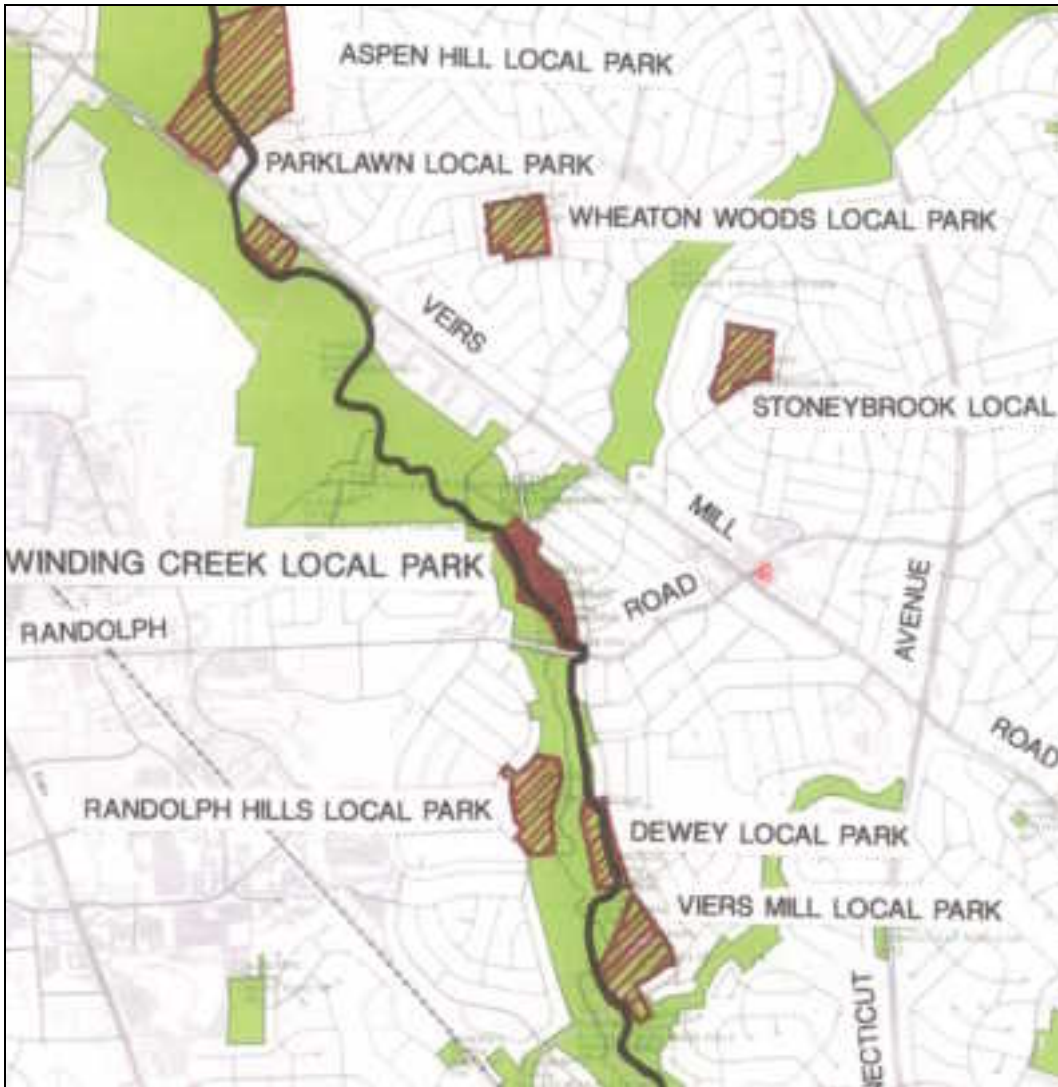 ASPEN HILL LOCAL PARK
PARKLAWN LOCAL PARK
WHEATON WOODS LOCAL PARK
VEIRS
STONEYBROOK LOCAL
MILL
WINDING CREEK LOCAL PARK
ROAD
RANDOLPH
AVENUE
ROAD
RANDOLPH HILLS LOCAL PARK
DEWEY LOCAL PARK
VIERS MILL LOCAL PARK
NECTICUT